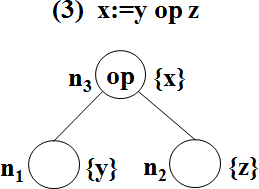 (3) x:=y op z
n3 op {x}
n1 {y} n2 {z}